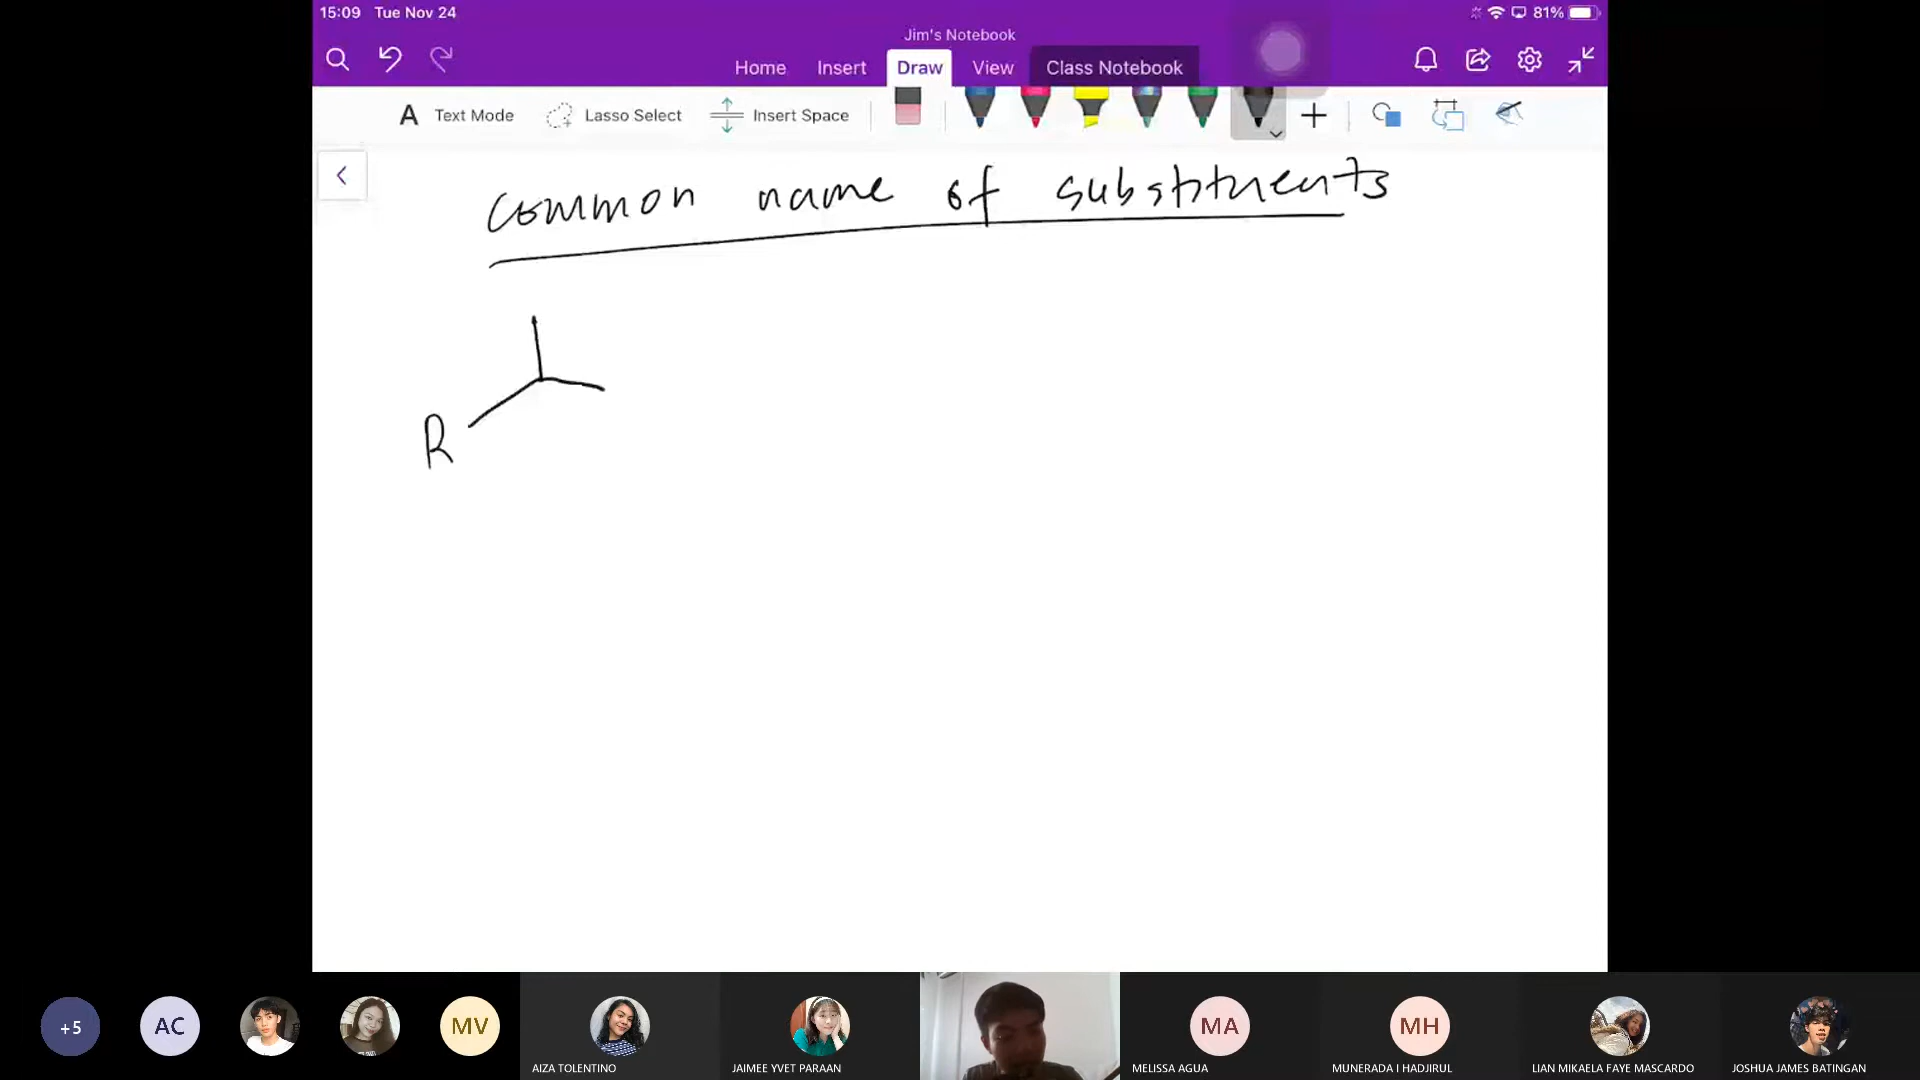 15:09 Tue Nov 24
81%
Jim's Notebook
Home Insert Draw View Class Notebook
A Text Mode Lasso Select Insert Space
common name of substituents
R
+5 AC MV MA MH
AIZA TOLENTINO JAIMEE YVET PARAAN MELISSA AGUA MUNERADA I HADJIRUL LIAN MIKAELA FAYE MASCARDO JOSHUA JAMES BATINGAN